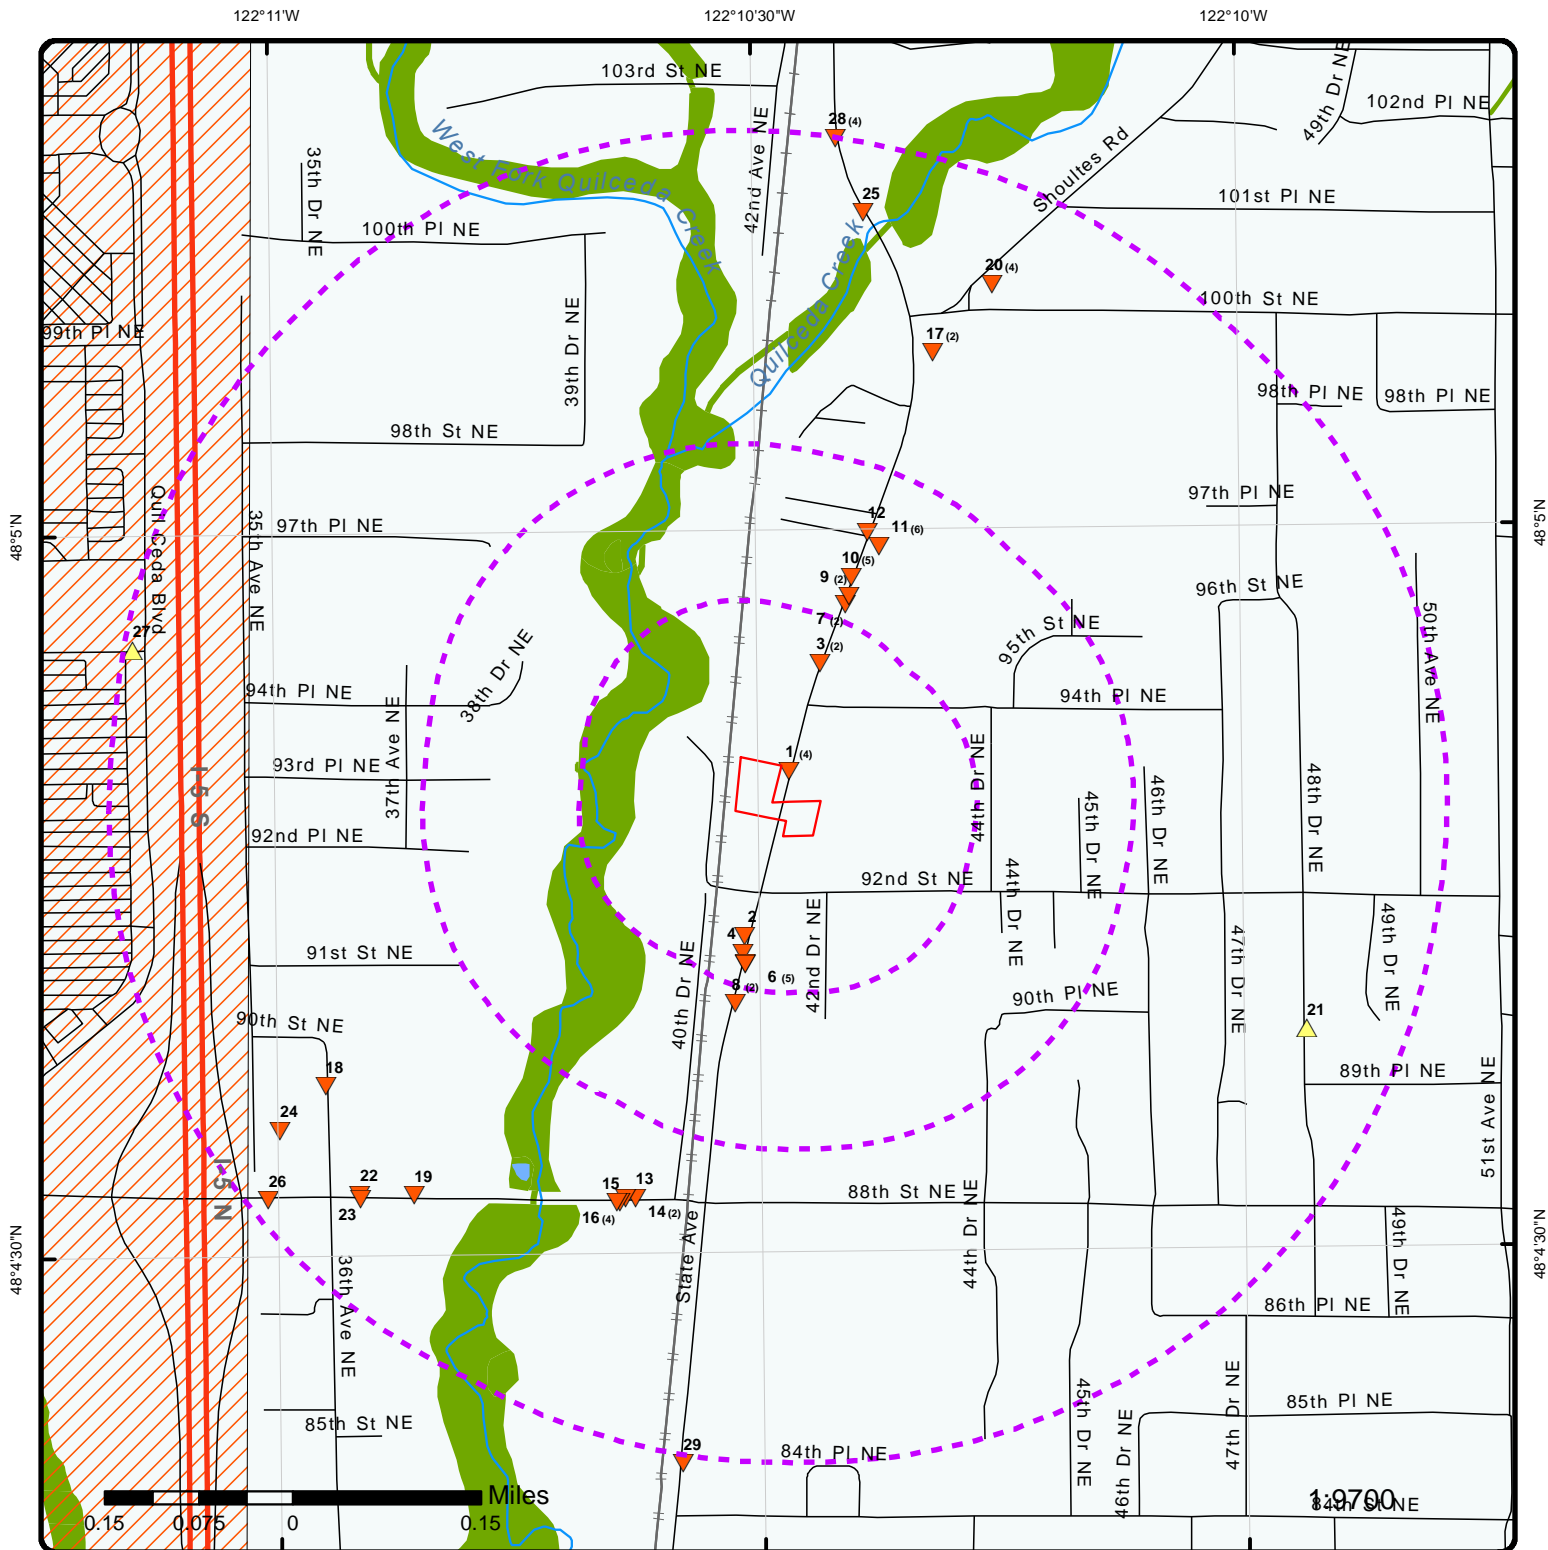 122°11'W
122°10'30"W
122°10'W
103rd St NE
49th Dr NE
102nd Pl NE
42nd Ave NE
28 (4)
West Fork Quilceda Creek
Shoultes Rd
35th Dr NE
25
101st Pl NE
100th Pl NE
Quilceda Creek
20 (4)
100th St NE
99th Pl NE
39th Dr NE
17 (2)
98th Pl NE
98th Pl NE
98th St NE
Quil Ceda Blvd
97th Pl NE
97th Pl NE
35th Ave NE
12
11 (6)
48°5'N
48°5'N
10 (5)
9 (2)
96th St NE
7 (2)
27
3 (2)
95th St NE
50th Ave NE
38th Dr NE
94th Pl NE
94th Pl NE
37th Ave NE
1 (4)
44th Dr NE
93rd Pl NE
I-5 S
45th Dr NE
46th Dr NE
48th Dr NE
92nd Pl NE
92nd St NE
44th Dr NE
2
4
42nd Dr NE
49th Dr NE
91st St NE
40th Dr NE
47th Dr NE
6 (5)
8 (2)
90th Pl NE
90th St NE
21
18
89th Pl NE
51st Ave NE
24
26
22
19
15
13
23
16 (4)
14 (2)
88th St NE
I-5 N
State Ave
44th Dr NE
49th Dr NE
48°4'30"N
48°4'30"N
36th Ave NE
86th Pl NE
85th St NE
45th Dr NE
46th Dr NE
47th Dr NE
85th Pl NE
29
84th Pl NE
Miles
1:9700
84th St NE
0.15
0.075
0
0.15